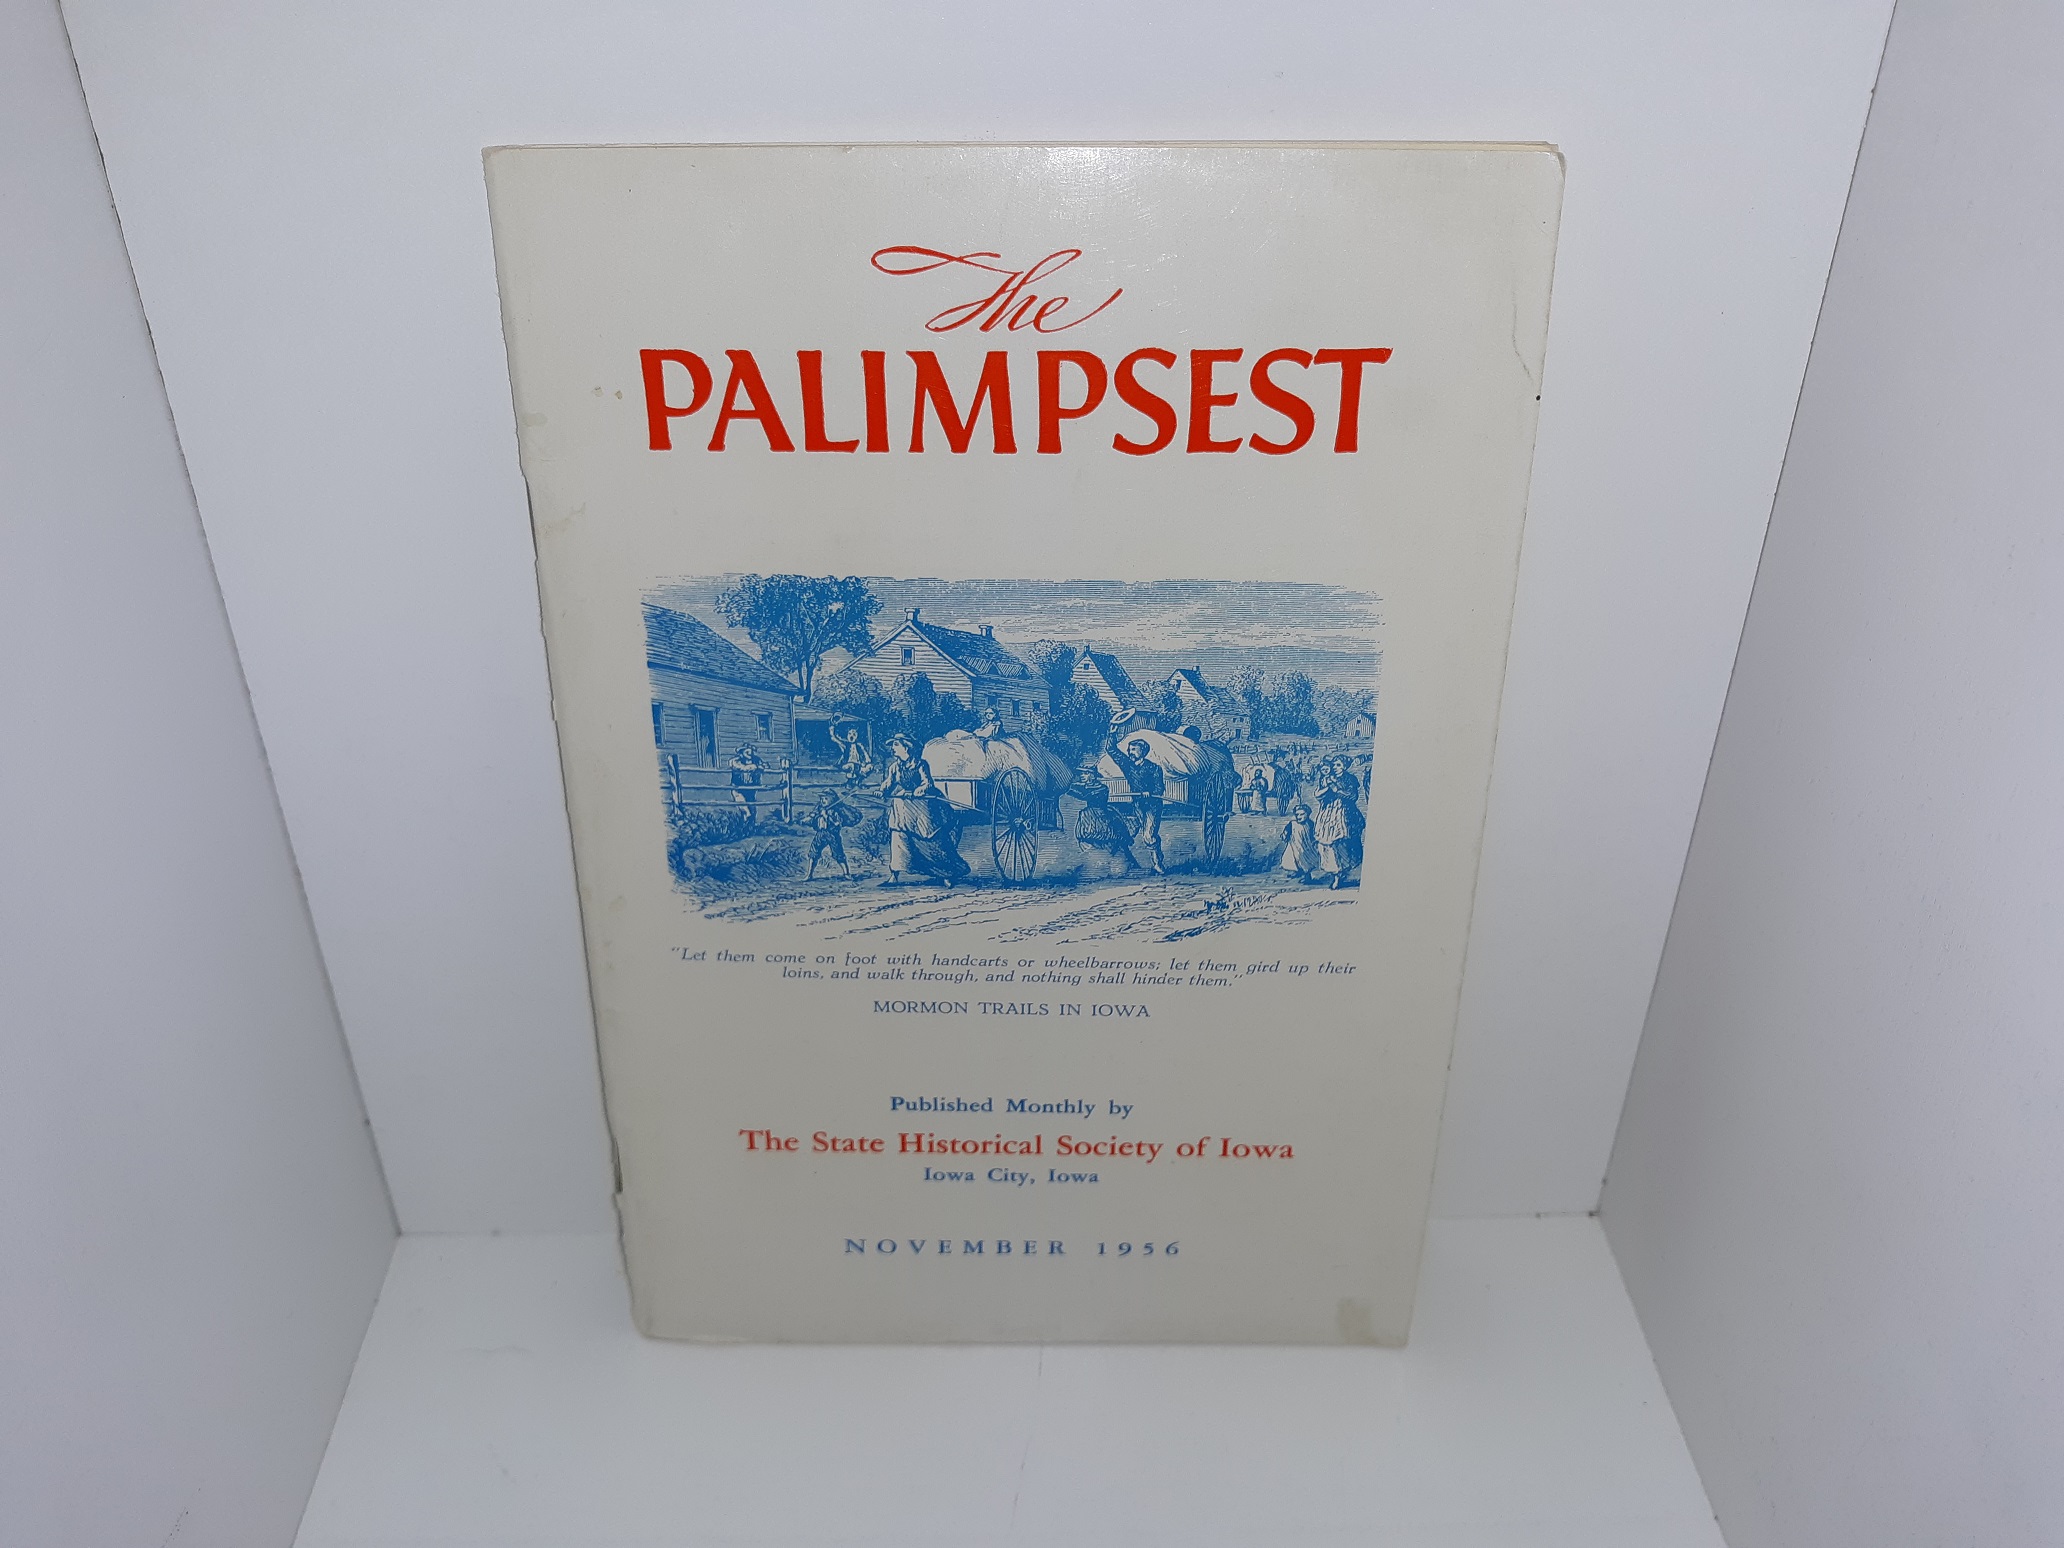 The
PALIMPSEST
"Let them come on foot with handcarts or wheelbarrows; let them gird up their
loins, and walk through, and nothing shall hinder them."
MORMON TRAILS IN IOWA
Published Monthly by
The State Historical Society of Iowa
Iowa City, Iowa
NOVEMBER 1956